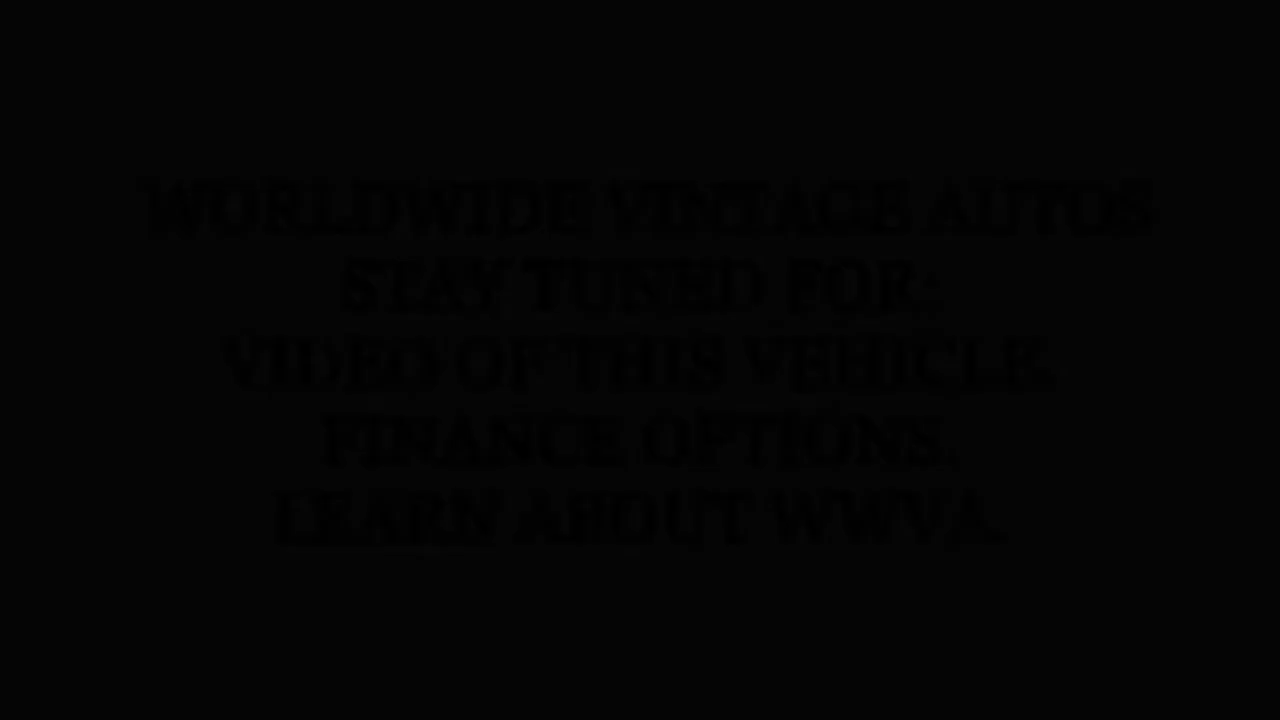 WORLDWIDE VINTAGE AUTOS
STAY TUNED FOR:
VIDEO OF THIS VEHICLE.
FINANCE OPTIONS.
LEARN ABOUT WWVA.